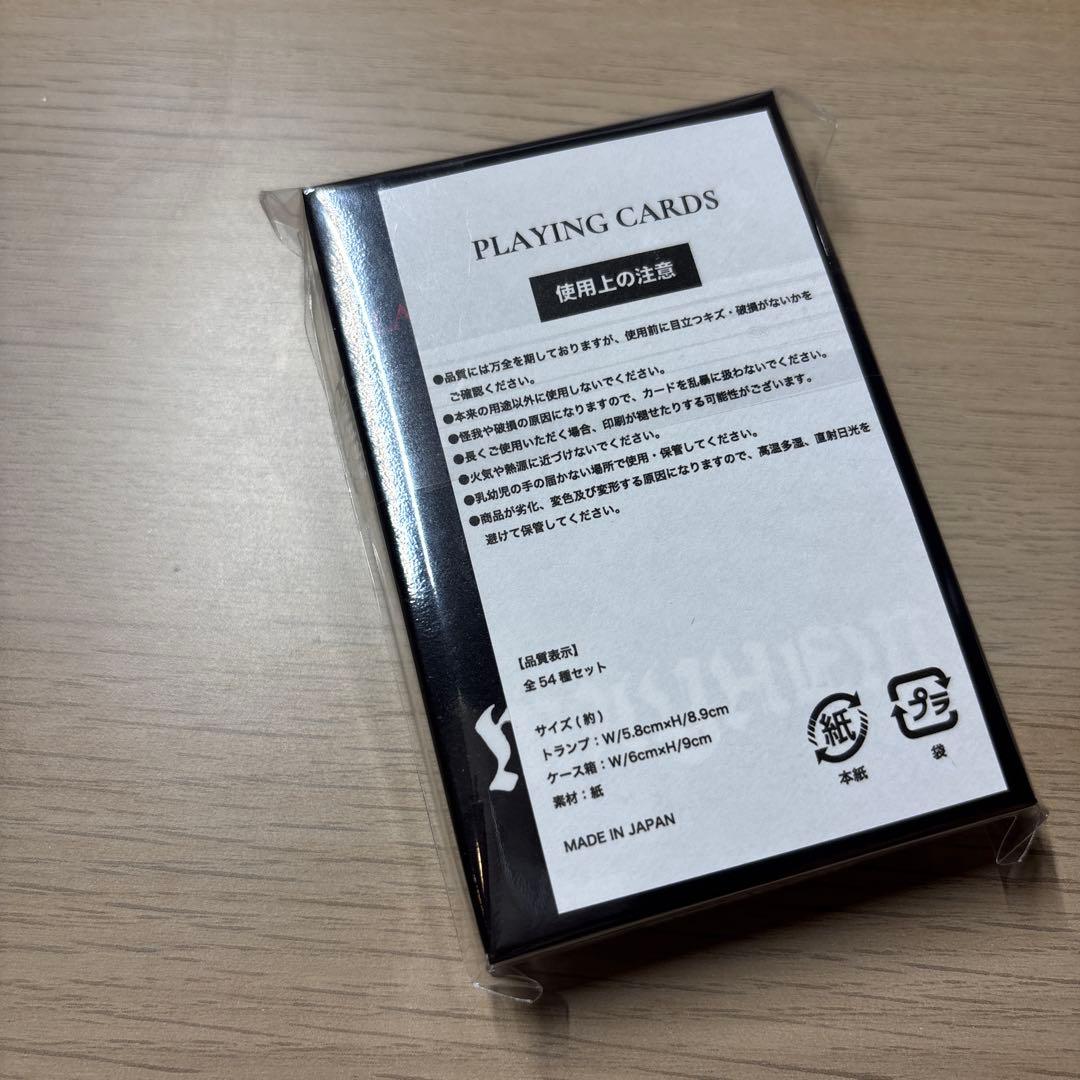 PLAYING CARDS
使用上の注意
●品質には万全を期しておりますが、使用前に目立つキズ・破損がないかを
ご確認ください。
●本来の用途以外に使用しないでください。
●怪我や破損の原因になりますので、カードを乱暴に扱わないでください。
●長くご使用いただく場合、印刷が褪せたりする可能性がございます。
●火気や熱源に近づけないでください。
●乳幼児の手の届かない場所で使用・保管してください。
●商品が劣化、変色及び変形する原因になりますので、高温多湿、直射日光を
避けて保管してください。
【品質表示】
全54種セット
サイズ(約)
トランプ：W/5.8cm×H/8.9cm
ケース箱：W/6cm×H/9cm
素材：紙
MADE IN JAPAN
紙
本紙
プラ
袋